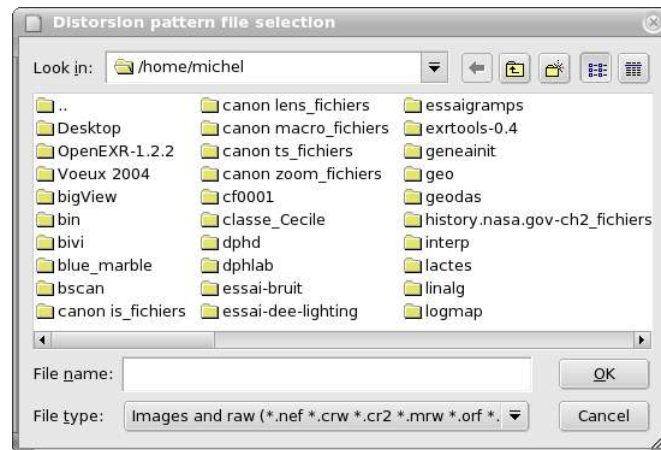 Distorsion pattern file selection
Look in: /home/michel
.. canon lens_fichiers essaigramps
Desktop canon macro_fichiers exrtools-0.4
OpenEXR-1.2.2 canon ts_fichiers geneainit
Voeux 2004 canon zoom_fichiers geo
bigView cf0001 geodas
bin classe_Cecile history.nasa.gov-ch2_fichiers
bivi dphd interp
blue_marble dphlab lactes
bscan essai-bruit linalg
canon is_fichiers essai-dee-lighting logmap
File name: OK
File type: Images and raw (*.nef *.crw *.cr2 *.mrw *.orf *. Cancel